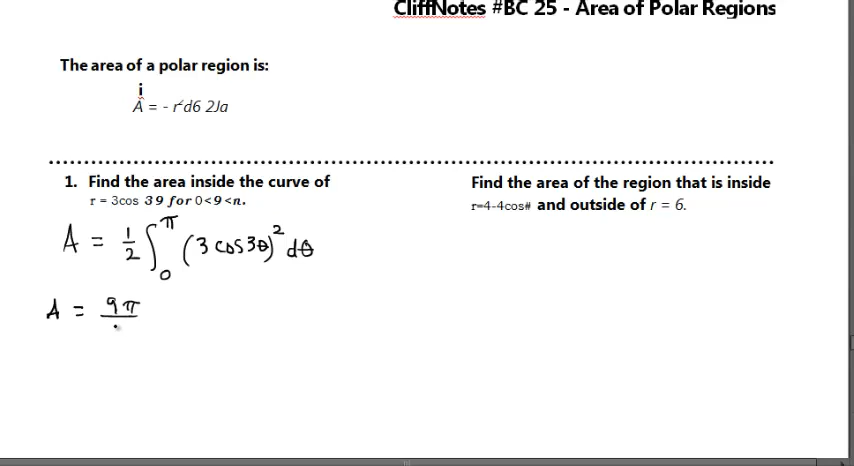 CliffNotes #BC 25 - Area of Polar Regions
The area of a polar region is:
i
A = - r²d6 2Ja
1. Find the area inside the curve of
r = 3cos 39 for 0<9<n.
A = 1/2 ∫₀^π (3 cos 3θ)² dθ
A = 9π/
Find the area of the region that is inside
r=4-4cos# and outside of r = 6.